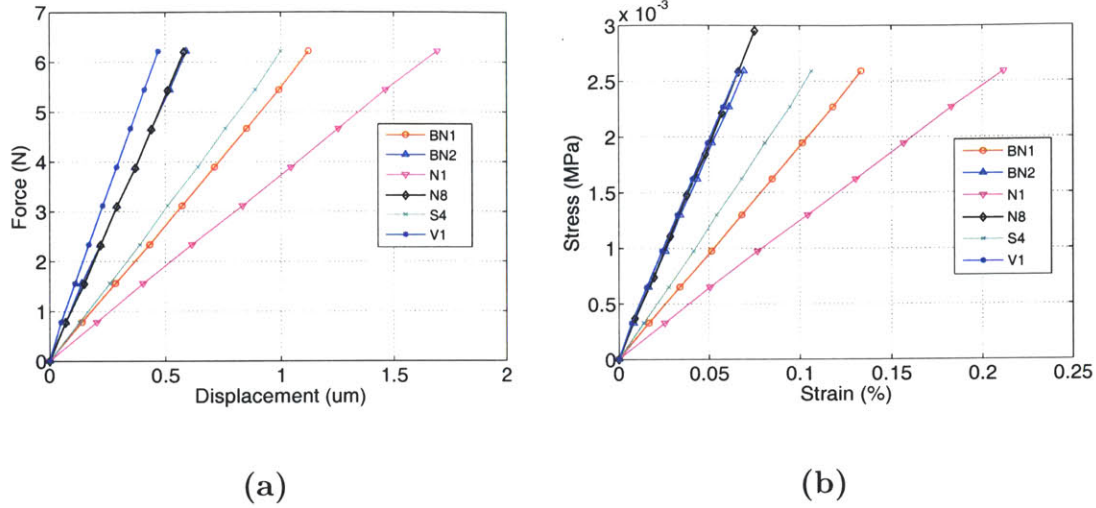 7
6
5
4
3
2
1
0
Force (N)
0
0.5
1
1.5
2
Displacement (um)
BN1
BN2
N1
N8
S4
V1
(a)
3 x 10⁻³
2.5
2
1.5
1
0.5
0
Stress (MPa)
0
0.05
0.1
0.15
0.2
0.25
Strain (%)
BN1
BN2
N1
N8
S4
V1
(b)